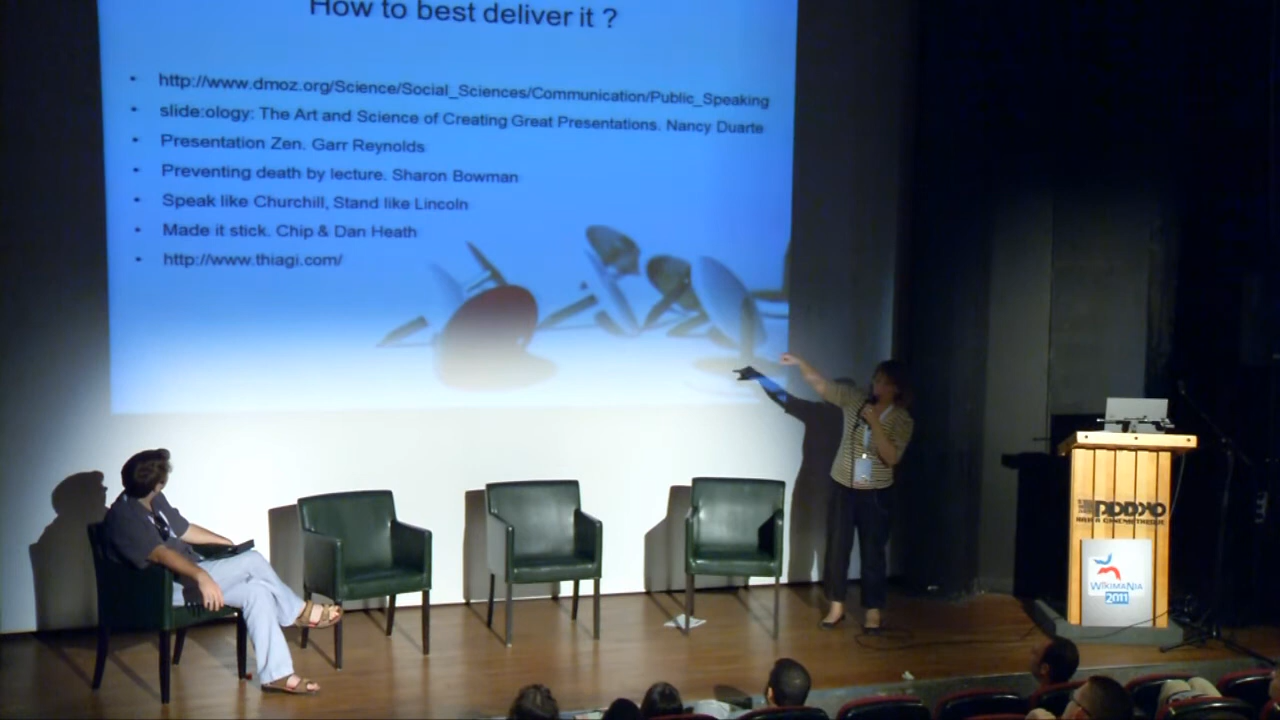 How to best deliver it ?
• http://www.dmoz.org/Science/Social_Sciences/Communication/Public_Speaking
• slide:ology: The Art and Science of Creating Great Presentations. Nancy Duarte
• Presentation Zen. Garr Reynolds
• Preventing death by lecture. Sharon Bowman
• Speak like Churchill, Stand like Lincoln
• Made it stick. Chip & Dan Heath
• http://www.thiagi.com/
HAIFA CINEMATHEQUE
WIKIMANIA
2011